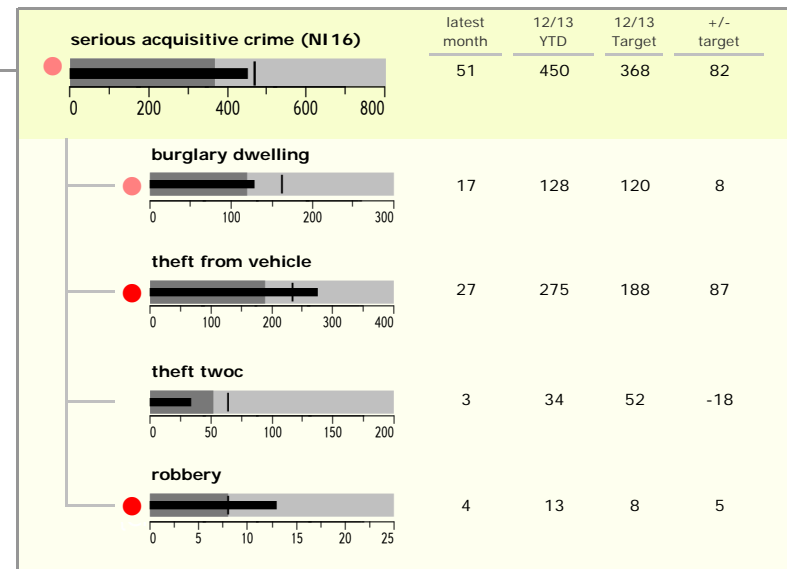 latest 12/13 12/13 +/-
serious acquisitive crime (NI16) month YTD Target target
51 450 368 82
0 200 400 600 800
burglary dwelling
17 128 120 8
0 100 200 300
theft from vehicle
27 275 188 87
0 100 200 300 400
theft twoc
3 34 52 -18
0 50 100 150 200
robbery
4 13 8 5
0 5 10 15 20 25